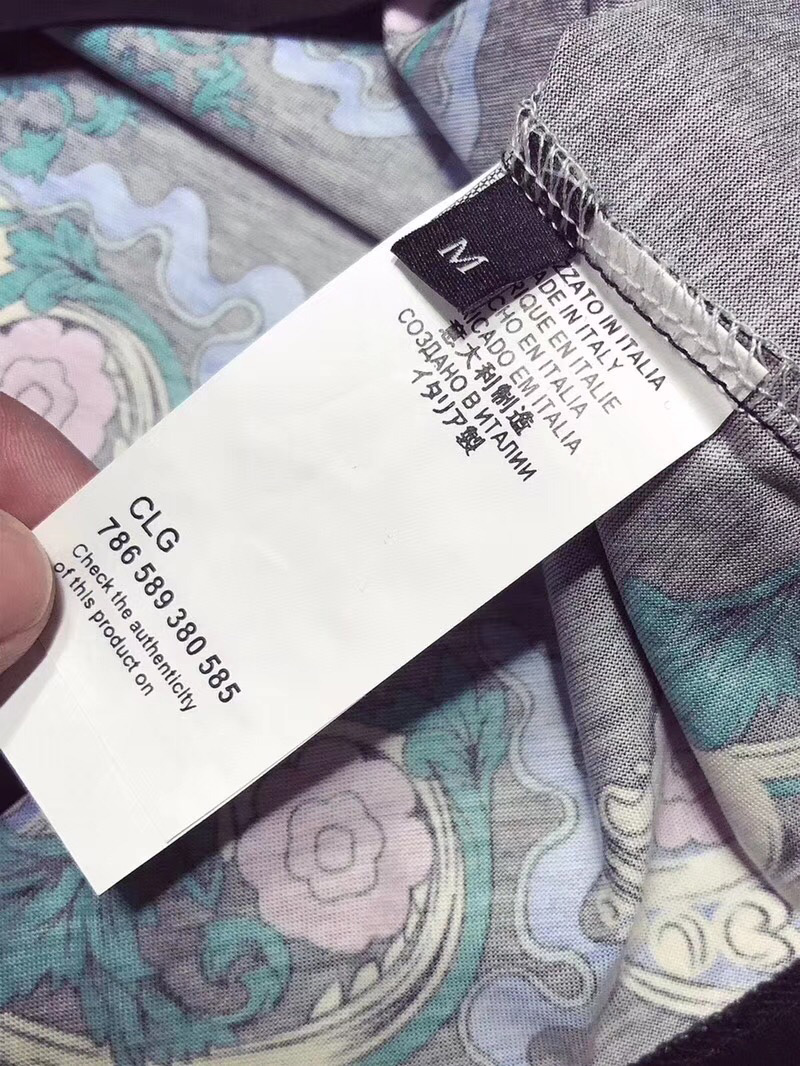 M
ZZATO IN ITALIA
ADE IN ITALY
RIQUE EN ITALIE
CHO EN ITALIA
ICADO EM ITALIA
意大利制造
СОЗДАНО В ИТАЛИИ
イタリア製
CLG
786 589 380 585
Check the authenticity
of this product on